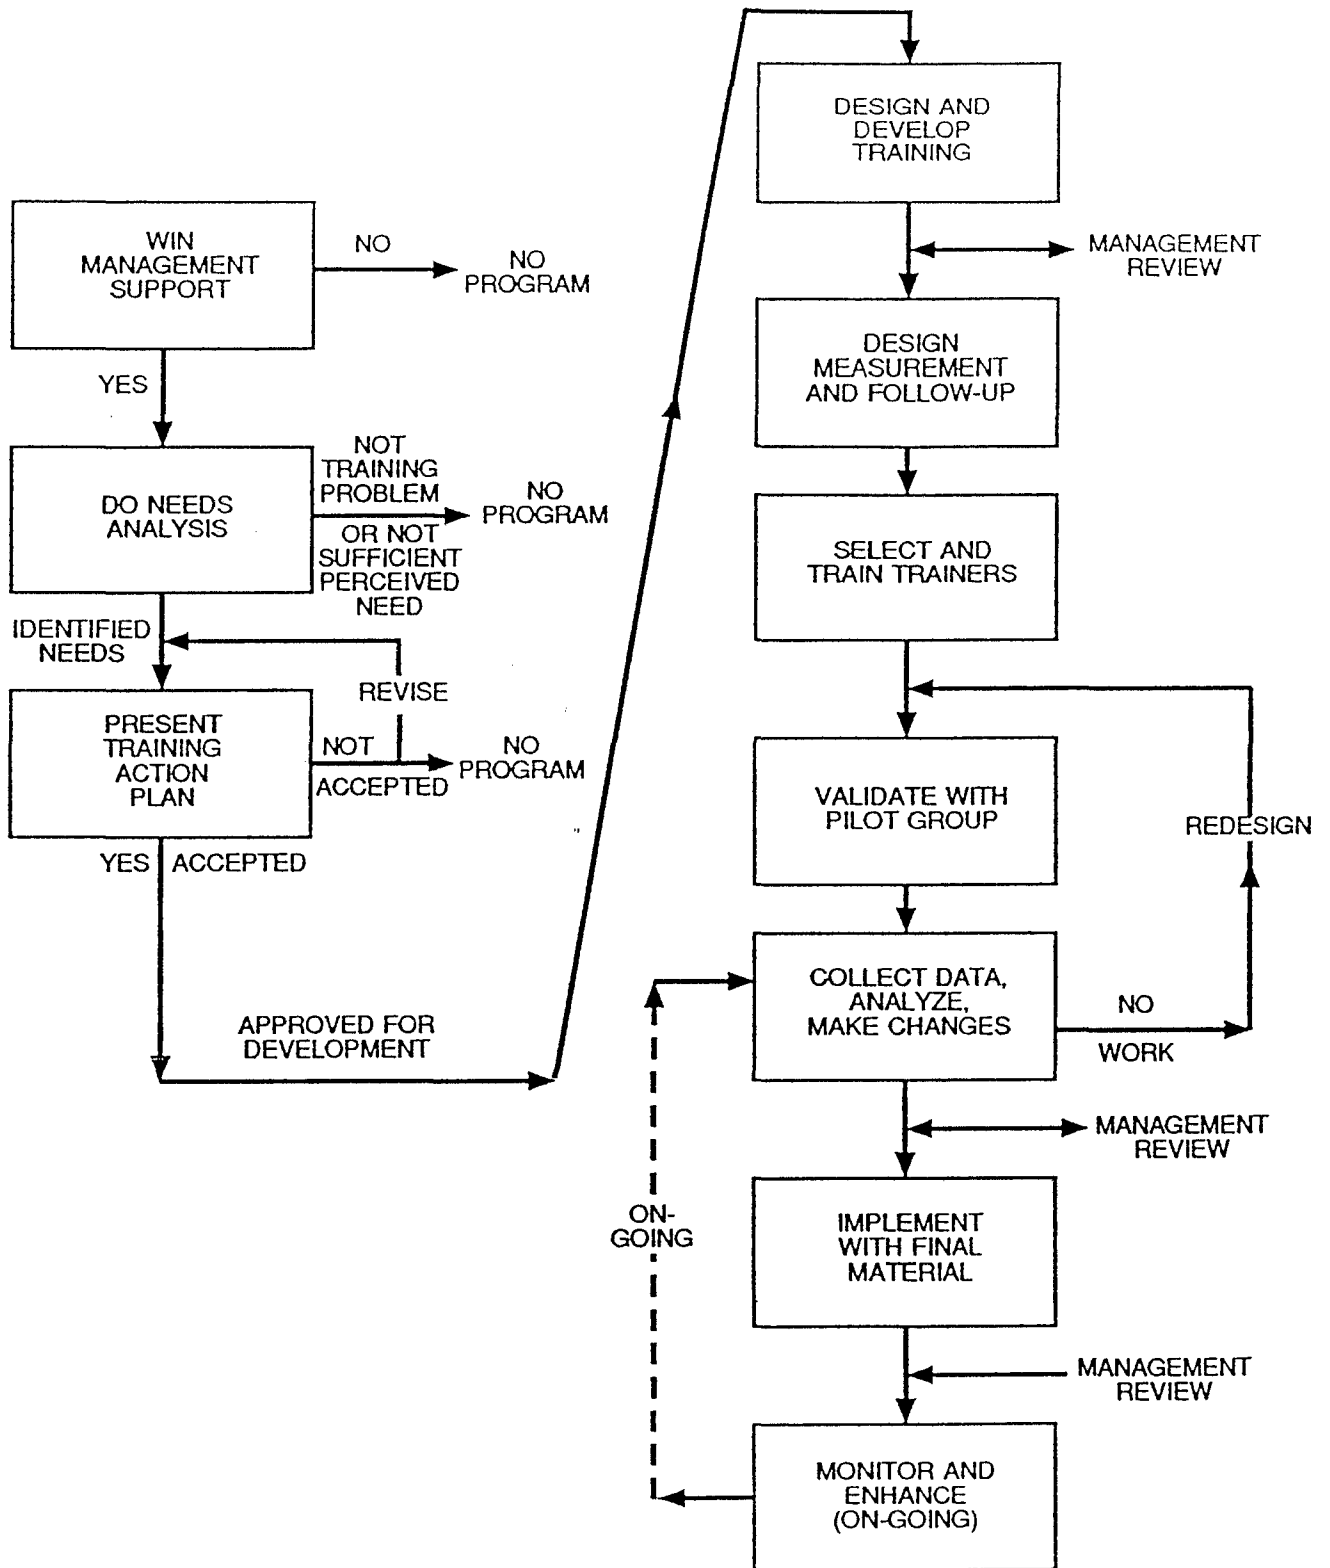 WIN
MANAGEMENT
SUPPORT
NO
NO
PROGRAM
YES
DO NEEDS
ANALYSIS
NOT
TRAINING
PROBLEM
OR NOT
SUFFICIENT
PERCEIVED
NEED
NO
PROGRAM
IDENTIFIED
NEEDS
REVISE
PRESENT
TRAINING
ACTION
PLAN
NOT
ACCEPTED
NO
PROGRAM
YES ACCEPTED
APPROVED FOR
DEVELOPMENT
DESIGN AND
DEVELOP
TRAINING
MANAGEMENT
REVIEW
DESIGN
MEASUREMENT
AND FOLLOW-UP
SELECT AND
TRAIN TRAINERS
VALIDATE WITH
PILOT GROUP
REDESIGN
COLLECT DATA,
ANALYZE,
MAKE CHANGES
NO
WORK
MANAGEMENT
REVIEW
ON-
GOING
IMPLEMENT
WITH FINAL
MATERIAL
MANAGEMENT
REVIEW
MONITOR AND
ENHANCE
(ON-GOING)